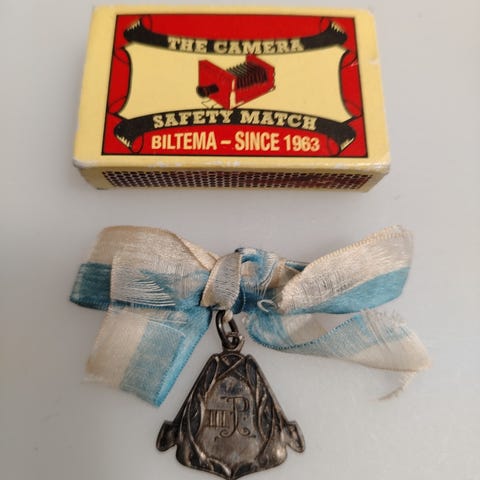 THE CAMERA
SAFETY MATCH
BILTEMA – SINCE 1963